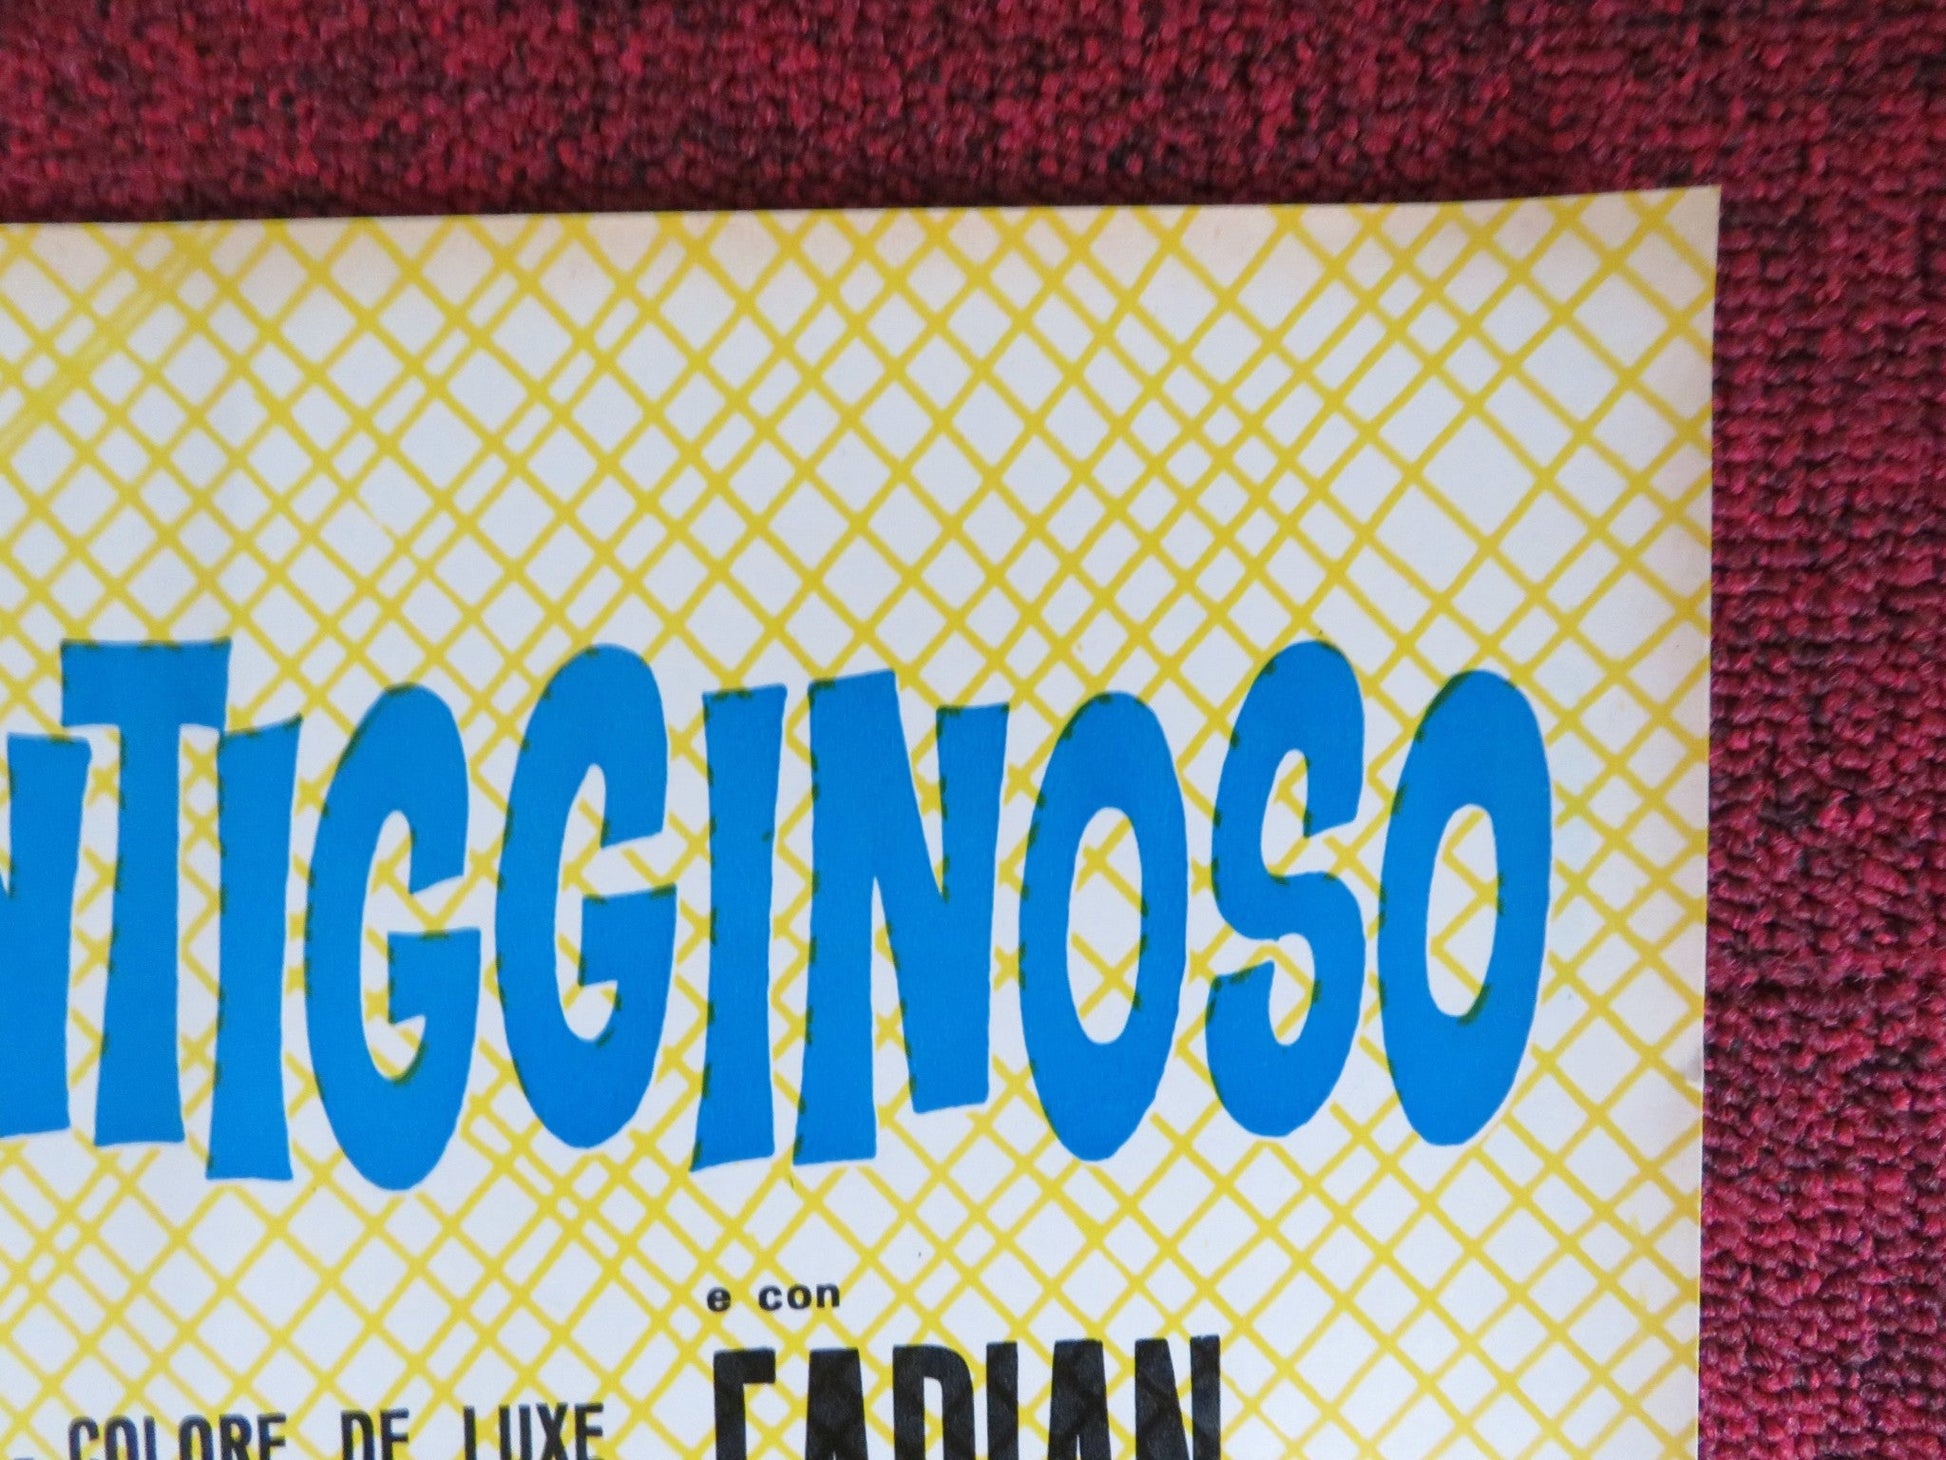 NTIGGINOSO
e con
COLORE DE LUXE FABIAN